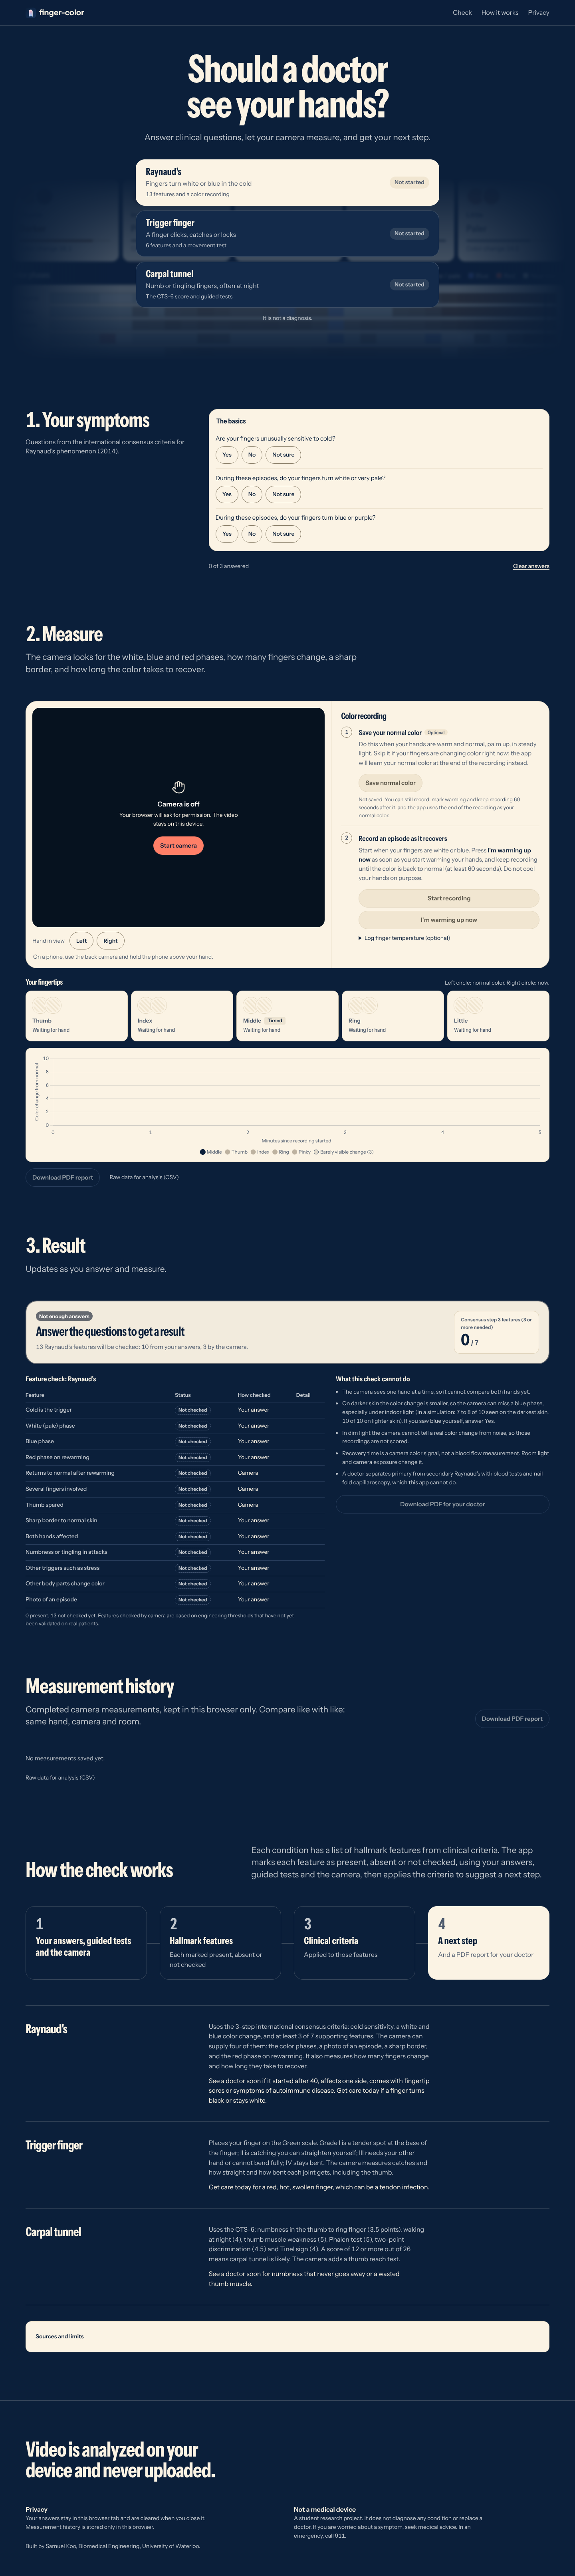 finger-color
Check How it works Privacy
Should a doctor
see your hands?
Answer clinical questions, let your camera measure, and get your next step.
Raynaud's
Fingers turn white or blue in the cold
13 features and a color recording
Not started
Trigger finger
A finger clicks, catches or locks
6 features and a movement test
Not started
Carpal tunnel
Numb or tingling fingers, often at night
The CTS-6 score and guided tests
Not started
It is not a diagnosis.
1. Your symptoms
Questions from the international consensus criteria for
Raynaud's phenomenon (2014).
The basics
Are your fingers unusually sensitive to cold?
Yes No Not sure
During these episodes, do your fingers turn white or very pale?
Yes No Not sure
During these episodes, do your fingers turn blue or purple?
Yes No Not sure
0 of 3 answered
Clear answers
2. Measure
The camera looks for the white, blue and red phases, how many fingers change, a sharp
border, and how long the color takes to recover.
Camera is off
Your browser will ask for permission. The video
stays on this device.
Start camera
Hand in view Left Right
On a phone, use the back camera and hold the phone above your hand.
Color recording
1 Save your normal color Optional
Do this when your hands are warm and normal, palm up, in steady
light. Skip it if your fingers are changing color right now: the app
will learn your normal color at the end of the recording instead.
Save normal color
Not saved. You can still record: mark warming and keep recording 60
seconds after it, and the app uses the end of the recording as your
normal color.
2 Record an episode as it recovers
Start when your fingers are white or blue. Press I'm warming up
now as soon as you start warming your hands, and keep recording
until the color is back to normal (at least 60 seconds). Do not cool
your hands on purpose.
Start recording
I'm warming up now
Log finger temperature (optional)
Your fingertips
Left circle: normal color. Right circle: now.
Thumb
Waiting for hand
Index
Waiting for hand
Middle Timed
Waiting for hand
Ring
Waiting for hand
Little
Waiting for hand
Color change from normal
10
8
6
4
2
0
0 1 2 3 4 5
Minutes since recording started
Middle Thumb Index Ring Pinky Barely viewable change (3)
Download PDF report
Raw data for analysis (CSV)
3. Result
Updates as you answer and measure.
Not enough answers
Answer the questions to get a result
13 Raynaud's features will be checked: 10 from your answers, 3 by the camera.
Consensus step 3 features (3 or
more needed)
0 / 7
Feature check: Raynaud's
Feature Status How checked Detail
Cold is the trigger Not checked Your answer
White (pale) phase Not checked Your answer
Blue phase Not checked Your answer
Red phase on rewarming Not checked Your answer
Returns to normal after rewarming Not checked Camera
Several fingers involved Not checked Camera
Thumb spared Not checked Camera
Sharp border to normal skin Not checked Your answer
Both hands affected Not checked Your answer
Numbness or tingling in attacks Not checked Your answer
Other triggers such as stress Not checked Your answer
Other body parts change color Not checked Your answer
Photo of an episode Not checked Your answer
0 present, 13 not checked yet. Features checked by camera are based on engineering thresholds that have not yet
been validated on real patients.
What this check cannot do
The camera sees one hand at a time, so it cannot compare both hands yet.
On darker skin the color change is smaller, so the camera can miss a blue phase,
especially under indoor light (in a simulation: 7 to 8 of 10 seen on the darkest skin,
10 of 10 on lighter skin). If you saw blue yourself, answer Yes.
In dim light the camera cannot tell a real color change from noise, so those
recordings are not scored.
Recovery time is a camera color signal, not a blood flow measurement. Room light
and camera exposure change it.
A doctor separates primary from secondary Raynaud's with blood tests and nail
fold capillaroscopy, which this app cannot do.
Download PDF for your doctor
Measurement history
Completed camera measurements, kept in this browser only. Compare like with like:
same hand, camera and room.
Download PDF report
No measurements saved yet.
Raw data for analysis (CSV)
How the check works
Each condition has a list of hallmark features from clinical criteria. The app
marks each feature as present, absent or not checked, using your answers,
guided tests and the camera, then applies the criteria to suggest a next step.
1
Your answers, guided tests
and the camera
2
Hallmark features
Each marked present, absent or
not checked
3
Clinical criteria
Applied to those features
4
A next step
And a PDF report for your doctor
Raynaud's
Uses the 3-step international consensus criteria: cold sensitivity, a white and
blue color change, and at least 3 of 7 supporting features. The camera can
supply four of them: the color phases, a photo of an episode, a sharp border,
and the red phase on rewarming. It also measures how many fingers change
and how long they take to recover.
See a doctor soon if it started after 40, affects one side, comes with fingertip
sores or symptoms of autoimmune disease. Get care today if a finger turns
black or stays white.
Trigger finger
Places your finger on the Green scale. Grade I is a tender spot at the base of
the finger; II is catching you can straighten yourself; III needs your other
hand or cannot bend fully; IV stays bent. The camera measures catches and
how straight and how bent each joint gets, including the thumb.
Get care today for a red, hot, swollen finger, which can be a tendon infection.
Carpal tunnel
Uses the CTS-6: numbness in the thumb to ring finger (3.5 points), waking
at night (4), thumb muscle weakness (5), Phalen test (5), two-point
discrimination (4.5) and Tinel sign (4). A score of 12 or more out of 26
means carpal tunnel is likely. The camera adds a thumb reach test.
See a doctor soon for numbness that never goes away or a wasted
thumb muscle.
Sources and limits
Video is analyzed on your
device and never uploaded.
Privacy
Your answers stay in this browser tab and are cleared when you close it.
Measurement history is stored only in this browser.
Built by Samuel Koo, Biomedical Engineering, University of Waterloo.
Not a medical device
A student research project. It does not diagnose any condition or replace a
doctor. If you are worried about a symptom, seek medical advice. In an
emergency, call 911.